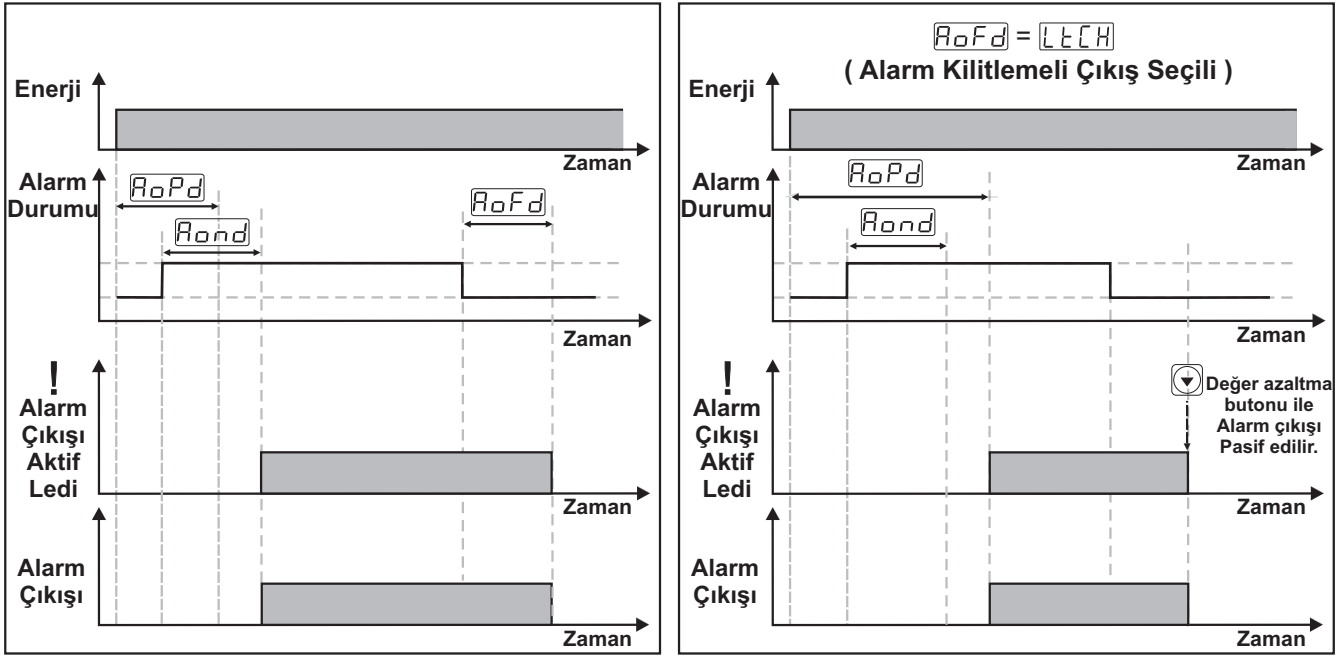 Enerji
Zaman
Alarm
Durumu
AoPd
Aond
AoFd
Zaman
!
Alarm
Çıkışı
Aktif
Ledi
Zaman
Alarm
Çıkışı
Zaman
AoFd = LtCH
( Alarm Kilitlemeli Çıkış Seçili )
Enerji
Zaman
Alarm
Durumu
AoPd
Aond
Zaman
!
Alarm
Çıkışı
Aktif
Ledi
Değer azaltma
butonu ile
Alarm çıkışı
Pasif edilir.
Zaman
Alarm
Çıkışı
Zaman